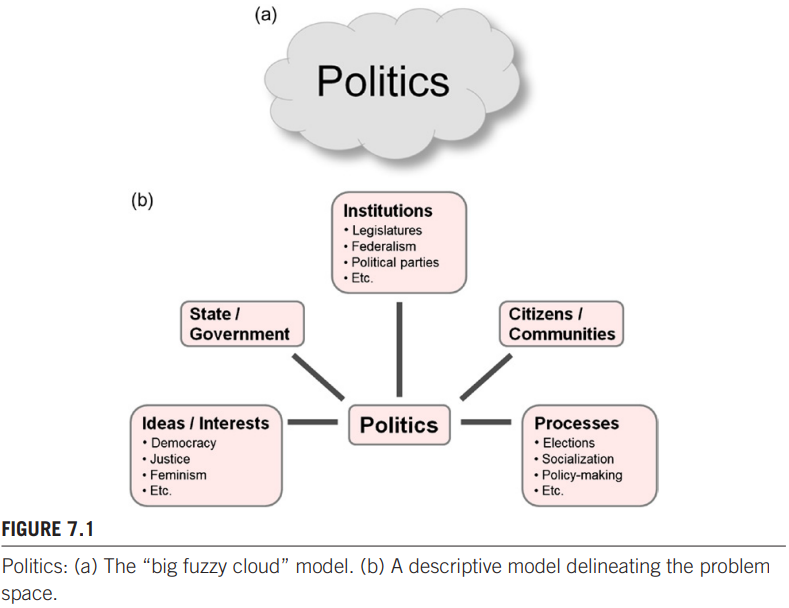 (a)
Politics
(b)
Institutions
• Legislatures
• Federalism
• Political parties
• Etc.
State /
Government
Citizens /
Communities
Ideas / Interests
• Democracy
• Justice
• Feminism
• Etc.
Politics
Processes
• Elections
• Socialization
• Policy-making
• Etc.
FIGURE 7.1
Politics: (a) The “big fuzzy cloud” model. (b) A descriptive model delineating the problem
space.